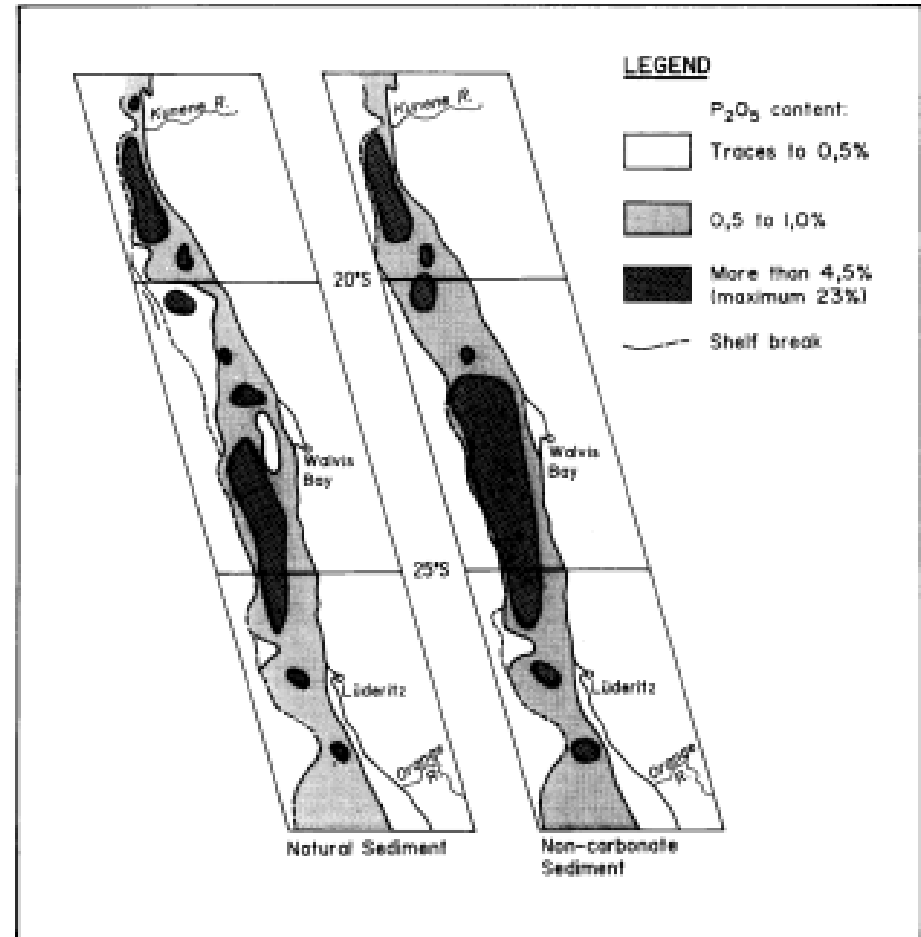 LEGEND
P₂O₅ content:
Traces to 0,5%
0,5 to 1,0%
More than 4,5%
(maximum 23%)
Shelf break
Kunene R.
Kunene R.
20°S
Walvis
Bay
Walvis
Bay
25°S
Lüderitz
Lüderitz
Orange
R.
Orange
R.
Natural Sediment
Non-carbonate
Sediment